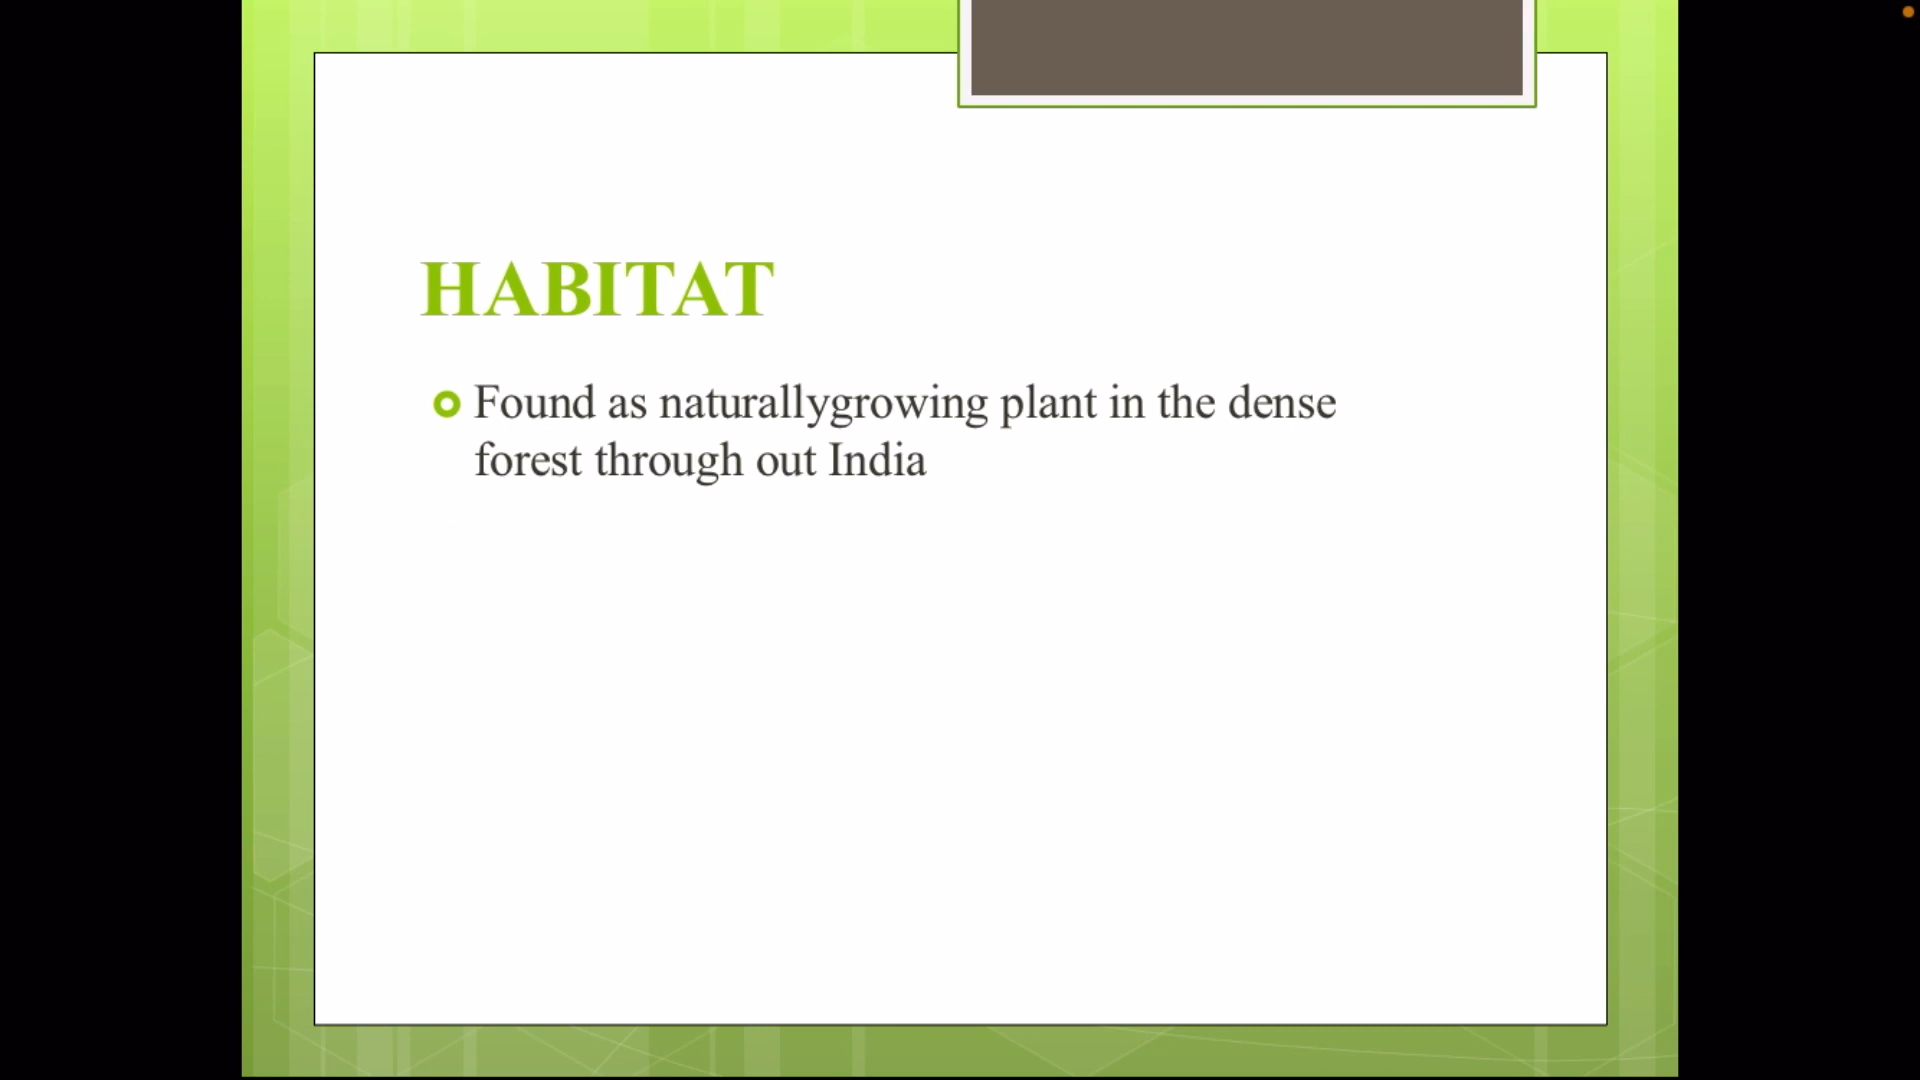 HABITAT
Found as naturallygrowing plant in the dense
forest through out India